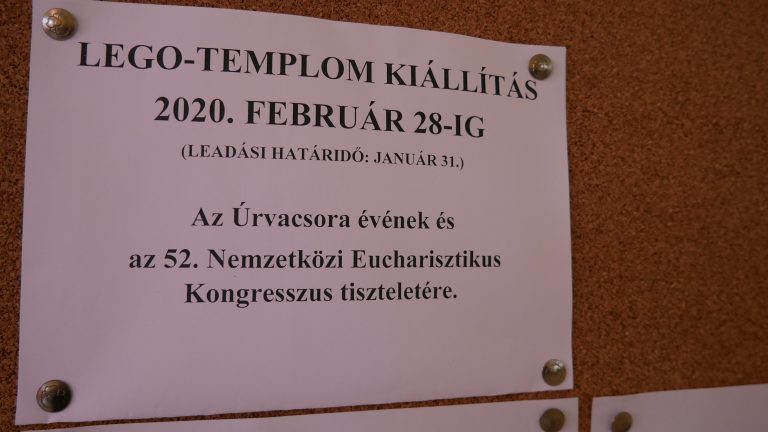 LEGO-TEMPLOM KIÁLLÍTÁS
2020. FEBRUÁR 28-IG
(LEADÁSI HATÁRIDŐ: JANUÁR 31.)
Az Úrvacsora évének és
az 52. Nemzetközi Eucharisztikus
Kongresszus tiszteletére.